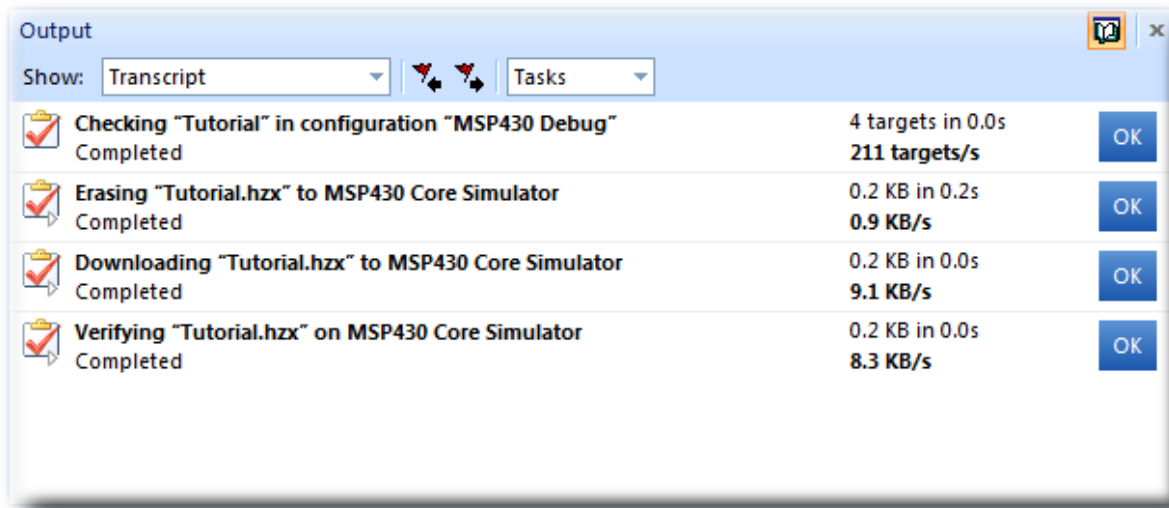 Output
Show: Transcript Tasks
Checking “Tutorial” in configuration “MSP430 Debug” 4 targets in 0.0s
Completed 211 targets/s OK
Erasing “Tutorial.hzx” to MSP430 Core Simulator 0.2 KB in 0.2s
Completed 0.9 KB/s OK
Downloading “Tutorial.hzx” to MSP430 Core Simulator 0.2 KB in 0.0s
Completed 9.1 KB/s OK
Verifying “Tutorial.hzx” on MSP430 Core Simulator 0.2 KB in 0.0s
Completed 8.3 KB/s OK